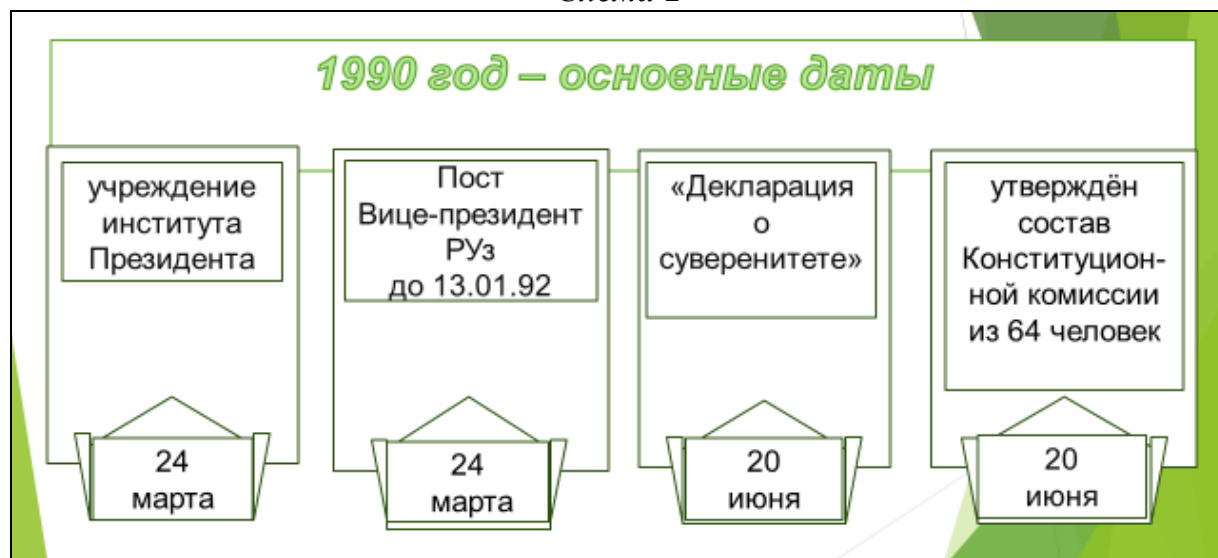 1990 год – основные даты
учреждение
института
Президента
24
марта
Пост
Вице-президент
РУз
до 13.01.92
24
марта
«Декларация
о
суверенитете»
20
июня
утверждён
состав
Конституцион-
ной комиссии
из 64 человек
20
июня